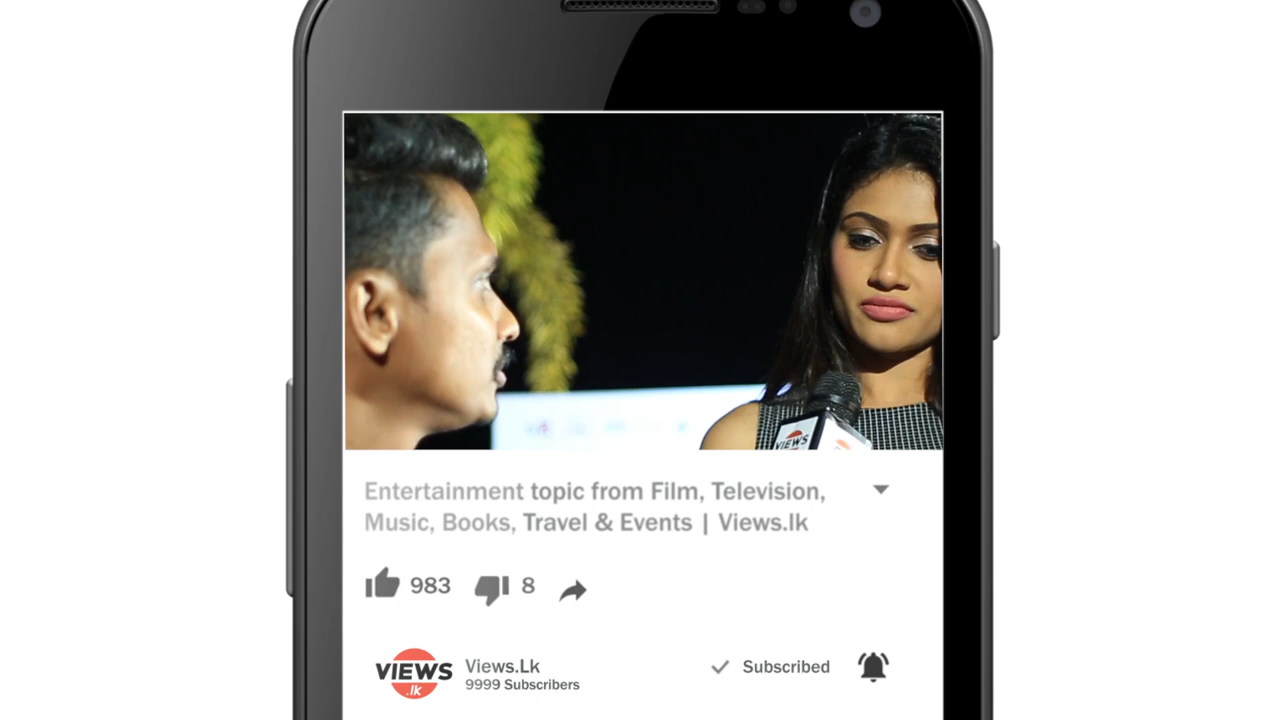 VIEWS
Entertainment topic from Film, Television,
Music, Books, Travel & Events | Views.lk
983
8
VIEWS
.lk
Views.Lk
9999 Subscribers
Subscribed